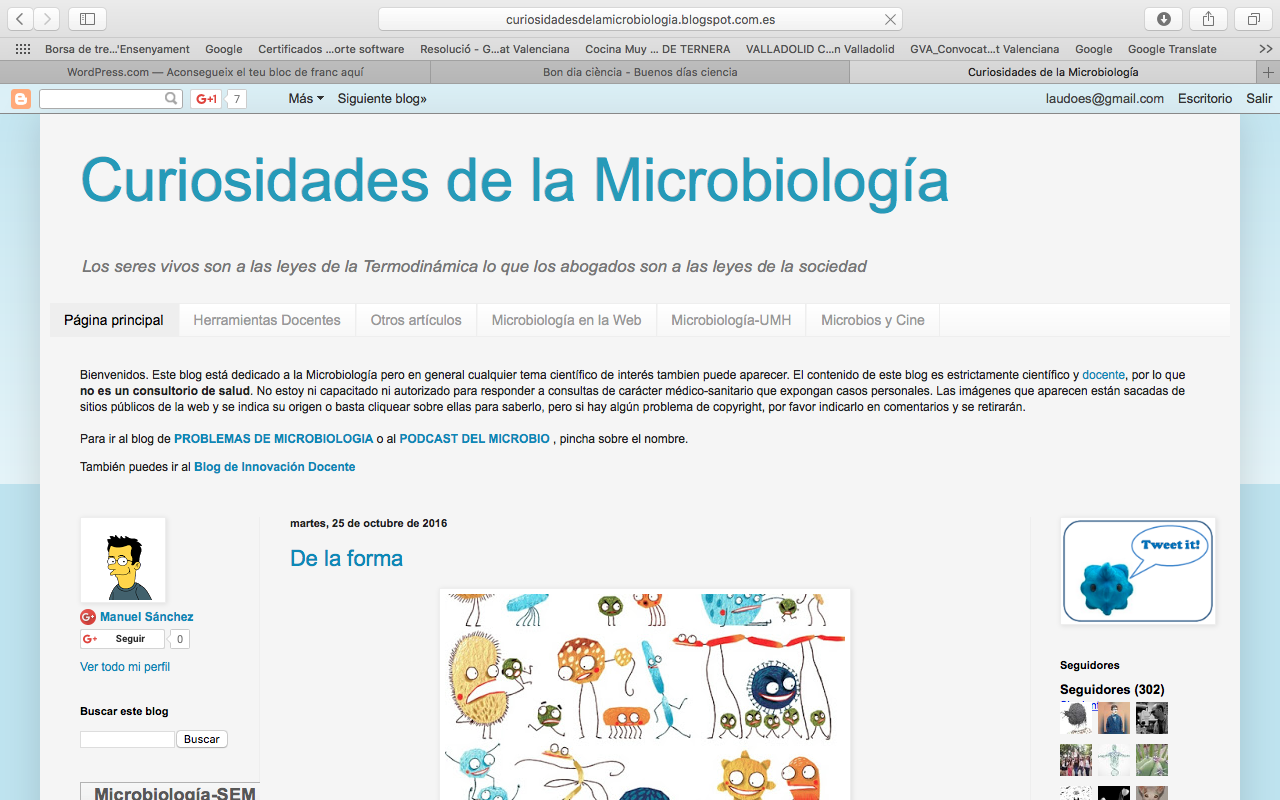 curiosidadesdelamicrobiologia.blogspot.com.es
Borsa de tre...'Ensenyament Google Certificados ...orte software Resolució - G...at Valenciana Cocina Muy ... DE TERNERA VALLADOLID C...n Valladolid GVA_Convocat...t Valenciana Google Google Translate >>
WordPress.com — Aconsegueix el teu bloc de franc aquí Bon dia ciència - Buenos días ciencia Curiosidades de la Microbiología +
G+1 7 Más Siguiente blog» laudoes@gmail.com Escritorio Salir
Curiosidades de la Microbiología
Los seres vivos son a las leyes de la Termodinámica lo que los abogados son a las leyes de la sociedad
Página principal Herramientas Docentes Otros artículos Microbiología en la Web Microbiología-UMH Microbios y Cine
Bienvenidos. Este blog está dedicado a la Microbiología pero en general cualquier tema científico de interés tambien puede aparecer. El contenido de este blog es estrictamente científico y docente, por lo que
no es un consultorio de salud. No estoy ni capacitado ni autorizado para responder a consultas de carácter médico-sanitario que expongan casos personales. Las imágenes que aparecen están sacadas de
sitios públicos de la web y se indica su origen o basta cliquear sobre ellas para saberlo, pero si hay algún problema de copyright, por favor indicarlo en comentarios y se retirarán.
Para ir al blog de PROBLEMAS DE MICROBIOLOGIA o al PODCAST DEL MICROBIO , pincha sobre el nombre.
También puedes ir al Blog de Innovación Docente
Manuel Sánchez
G+ Seguir 0
Ver todo mi perfil
Buscar este blog
Buscar
Microbiología-SEM
martes, 25 de octubre de 2016
De la forma
Tweet it!
Seguidores
Seguidores (302)